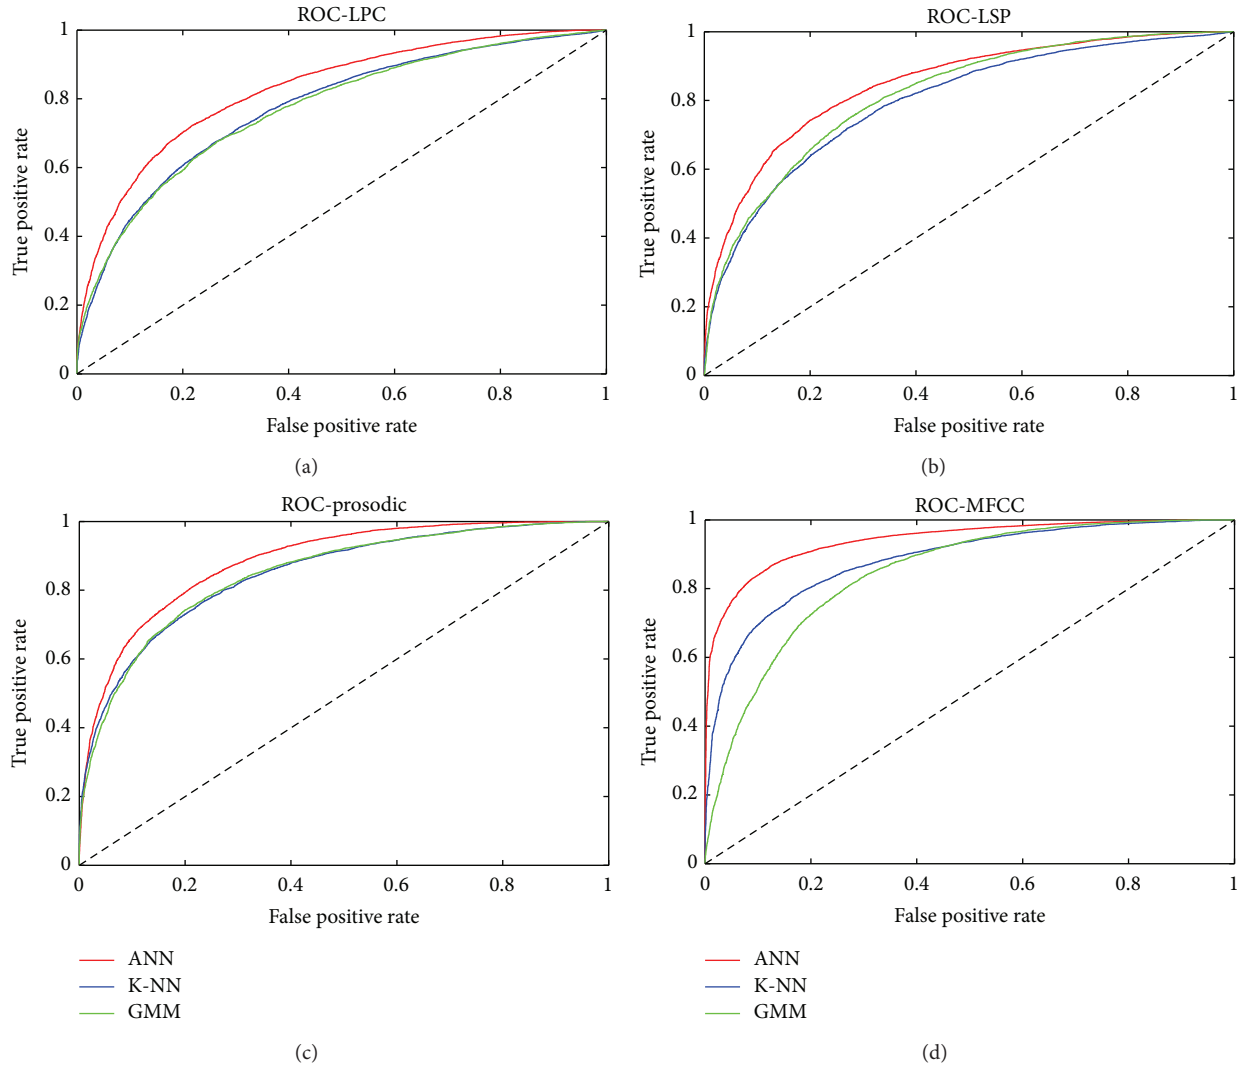 ROC-LPC
1
0.8
0.6
0.4
0.2
0
True positive rate
0 0.2 0.4 0.6 0.8 1
False positive rate
(a)
ROC-LSP
1
0.8
0.6
0.4
0.2
0
True positive rate
0 0.2 0.4 0.6 0.8 1
False positive rate
(b)
ROC-prosodic
1
0.8
0.6
0.4
0.2
0
True positive rate
0 0.2 0.4 0.6 0.8 1
False positive rate
ANN
K-NN
GMM
(c)
ROC-MFCC
1
0.8
0.6
0.4
0.2
0
True positive rate
0 0.2 0.4 0.6 0.8 1
False positive rate
ANN
K-NN
GMM
(d)